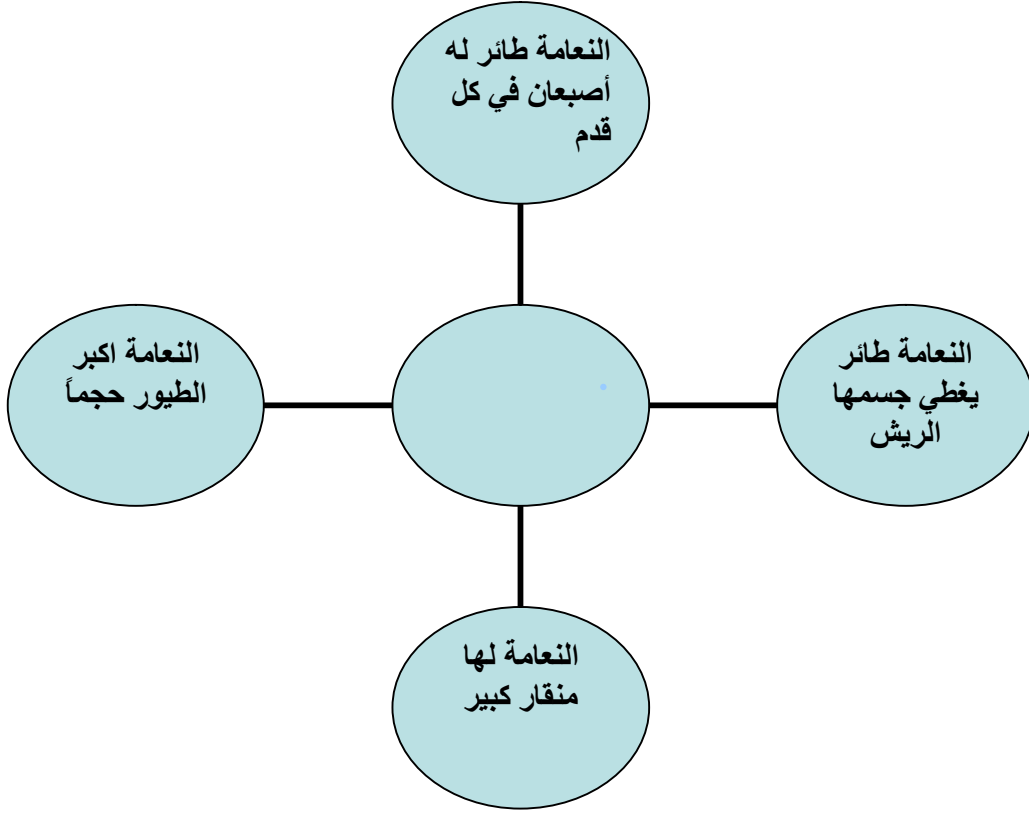 النعامة طائر له
أصبعان في كل
قدم
النعامة طائر
يغطي جسمها
الريش
النعامة اكبر
الطيور حجماً
النعامة لها
منقار كبير